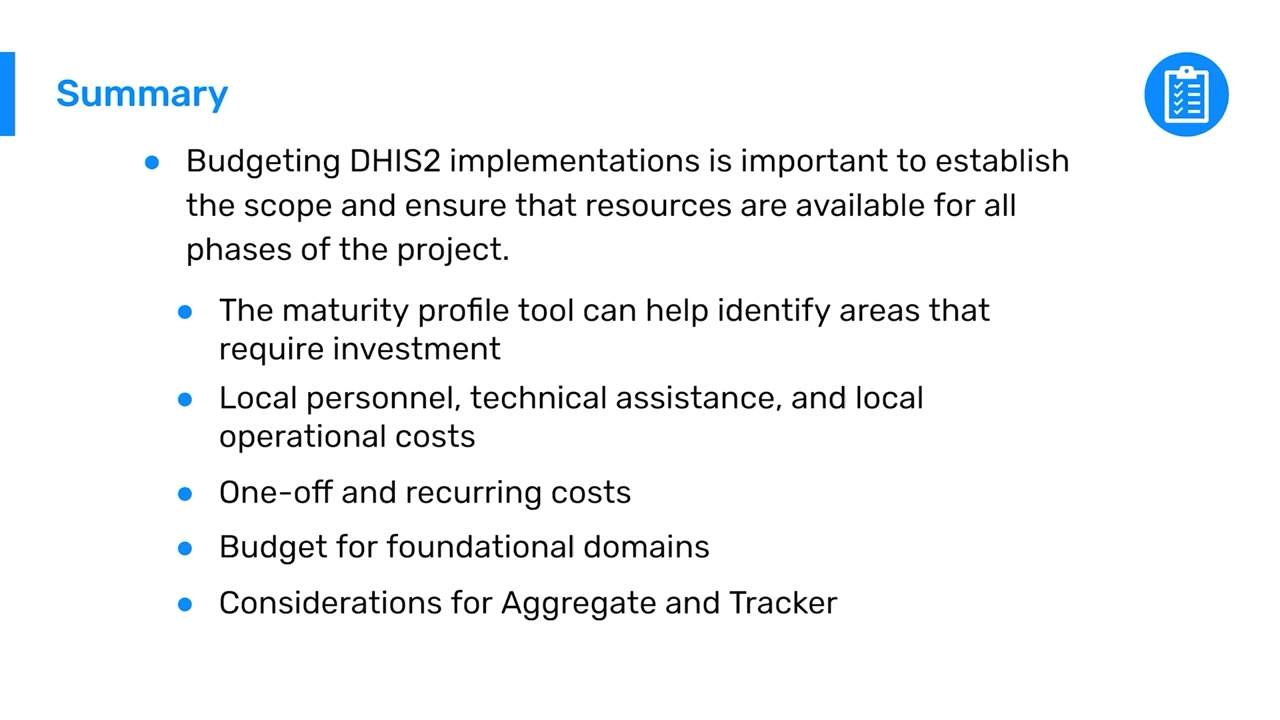 Summary
● Budgeting DHIS2 implementations is important to establish
the scope and ensure that resources are available for all
phases of the project.
● The maturity profile tool can help identify areas that
require investment
● Local personnel, technical assistance, and local
operational costs
● One-off and recurring costs
● Budget for foundational domains
● Considerations for Aggregate and Tracker